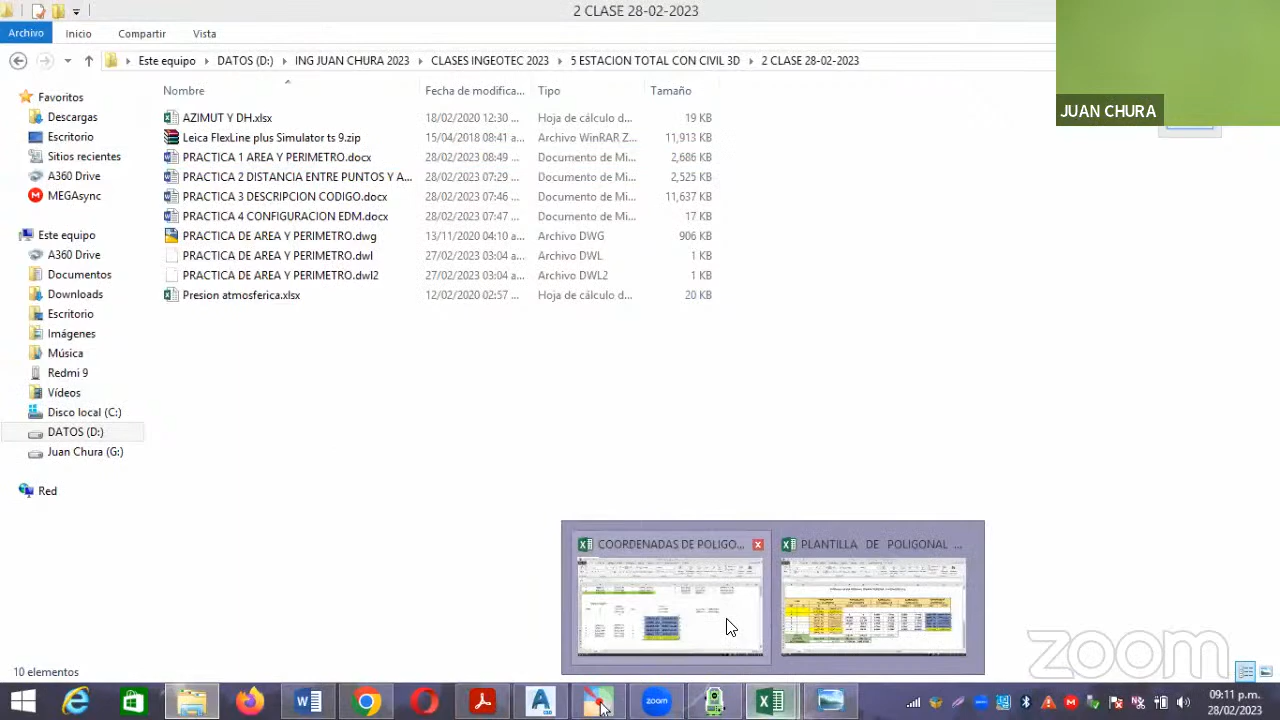 2 CLASE 28-02-2023
Archivo Inicio Compartir Vista
Este equipo DATOS (D:) ING JUAN CHURA 2023 CLASES INGEOTEC 2023 5 ESTACION TOTAL CON CIVIL 3D 2 CLASE 28-02-2023
JUAN CHURA
Nombre Fecha de modifica... Tipo Tamaño
AZIMUT Y DH.xlsx 18/02/2020 12:30 ... Hoja de cálculo d... 19 KB
Leica FlexLine plus Simulator ts 9.zip 15/04/2018 08:41 a... Archivo WinRAR Z... 11,913 KB
PRACTICA 1 AREA Y PERIMETRO.docx 28/02/2023 08:49 ... Documento de Mi... 2,686 KB
PRACTICA 2 DISTANCIA ENTRE PUNTOS Y A... 28/02/2023 07:29 ... Documento de Mi... 2,525 KB
PRACTICA 3 DESCRIPCION CODIGO.docx 28/02/2023 07:46 ... Documento de Mi... 11,637 KB
PRACTICA 4 CONFIGURACION EDM.docx 28/02/2023 07:47 ... Documento de Mi... 17 KB
PRACTICA DE AREA Y PERIMETRO.dwg 13/11/2020 04:10 a... Archivo DWG 906 KB
PRACTICA DE AREA Y PERIMETRO.dwl 27/02/2023 03:04 a... Archivo DWL 1 KB
PRACTICA DE AREA Y PERIMETRO.dwl2 27/02/2023 03:04 a... Archivo DWL2 1 KB
Presion atmosferica.xlsx 12/02/2020 02:57 ... Hoja de cálculo d... 20 KB
Favoritos
Descargas
Escritorio
Sitios recientes
A360 Drive
MEGAsync
Este equipo
A360 Drive
Documentos
Downloads
Escritorio
Imágenes
Música
Redmi 9
Vídeos
Disco local (C:)
DATOS (D:)
Juan Chura (G:)
Red
COORDENADAS DE POLIGO... PLANTILLA DE POLIGONAL ...
zoom
10 elementos
zoom
09:11 p.m.
28/02/2023